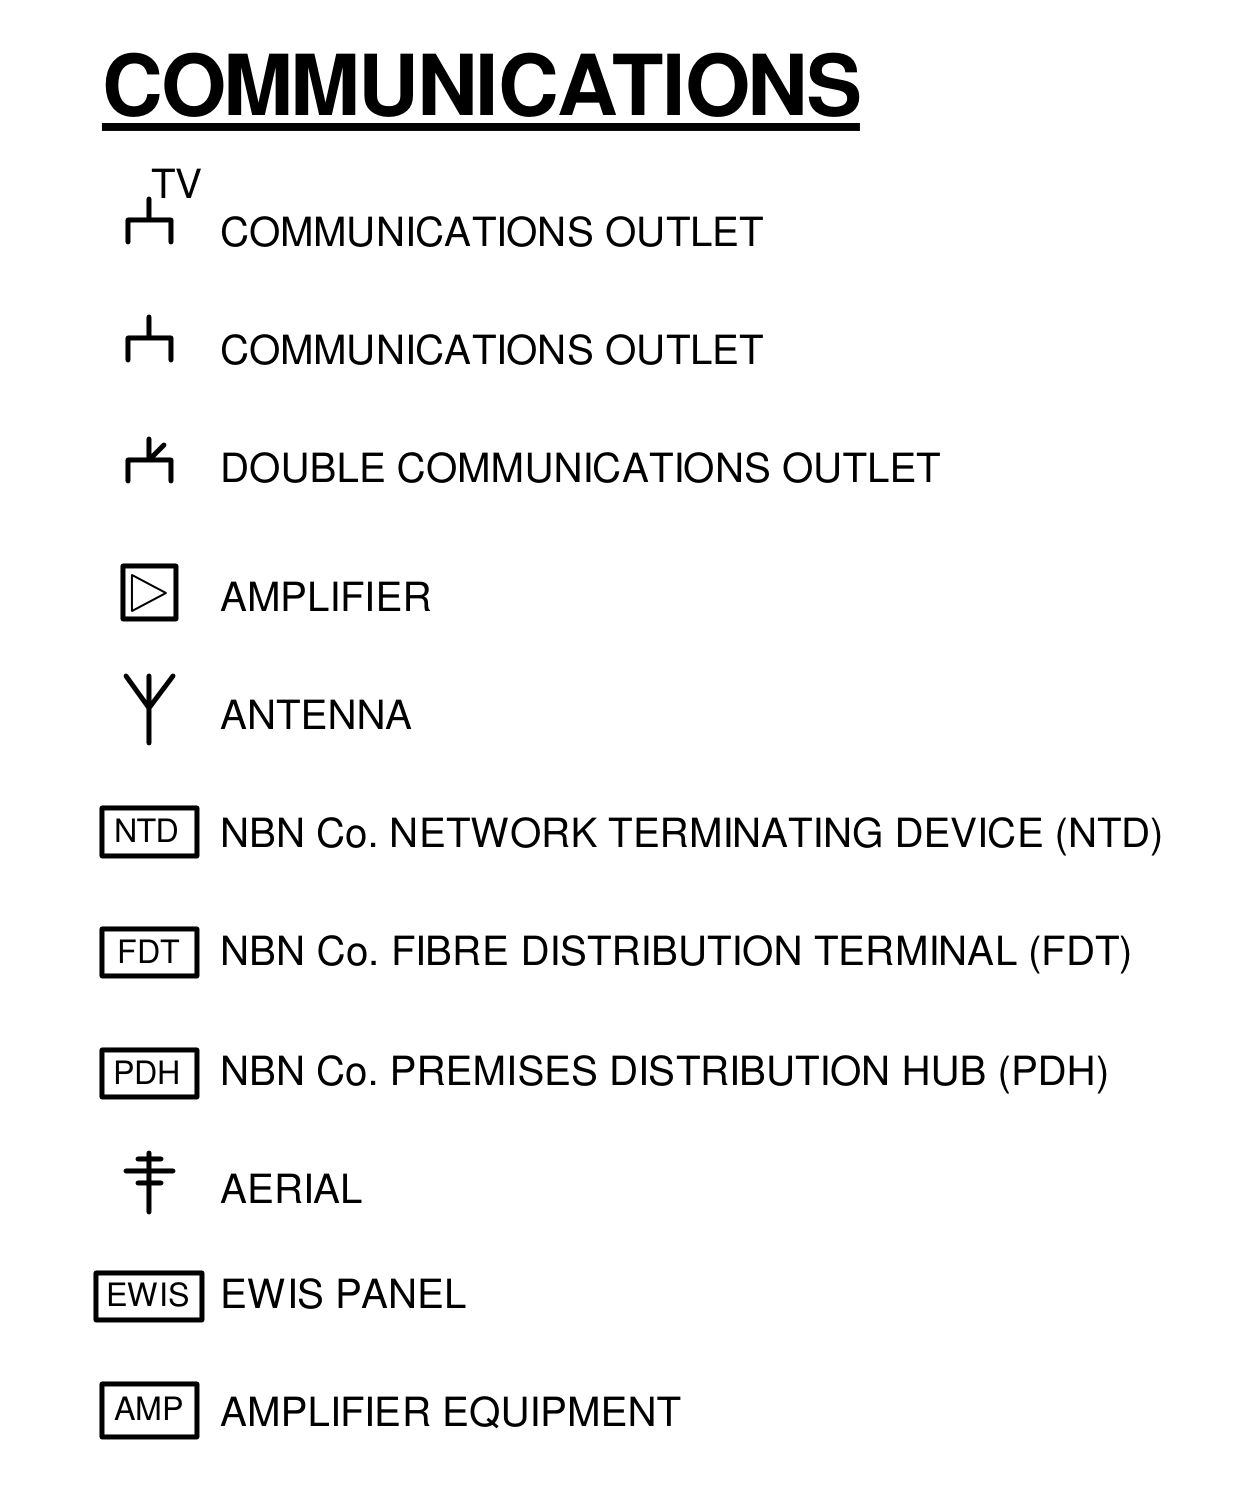 COMMUNICATIONS
TV
COMMUNICATIONS OUTLET
COMMUNICATIONS OUTLET
DOUBLE COMMUNICATIONS OUTLET
AMPLIFIER
ANTENNA
NTD NBN Co. NETWORK TERMINATING DEVICE (NTD)
FDT NBN Co. FIBRE DISTRIBUTION TERMINAL (FDT)
PDH NBN Co. PREMISES DISTRIBUTION HUB (PDH)
AERIAL
EWIS EWIS PANEL
AMP AMPLIFIER EQUIPMENT